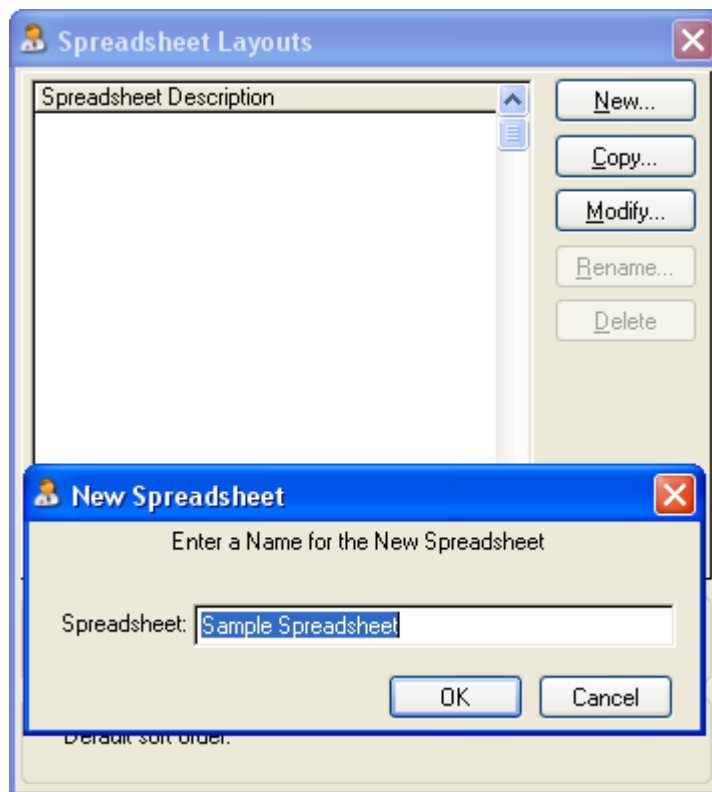 Spreadsheet Layouts
Spreadsheet Description
New...
Copy...
Modify...
Rename...
Delete
New Spreadsheet
Enter a Name for the New Spreadsheet
Spreadsheet: Sample Spreadsheet
OK Cancel
Default sort order: